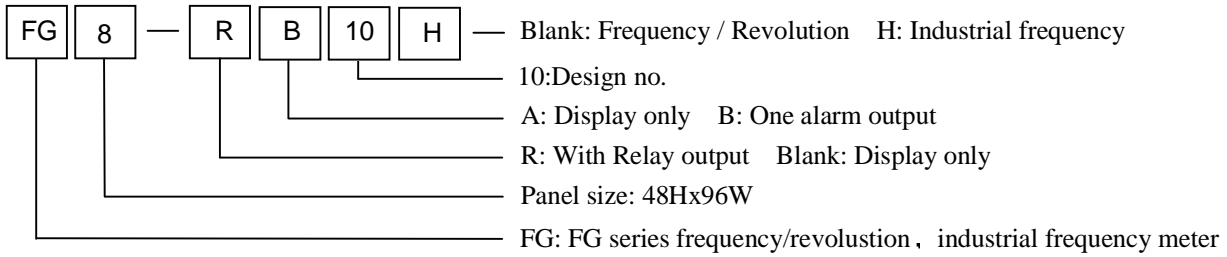 FG 8 — R B 10 H — Blank: Frequency / Revolution H: Industrial frequency
10:Design no.
A: Display only B: One alarm output
R: With Relay output Blank: Display only
Panel size: 48Hx96W
FG: FG series frequency/revolustion, industrial frequency meter